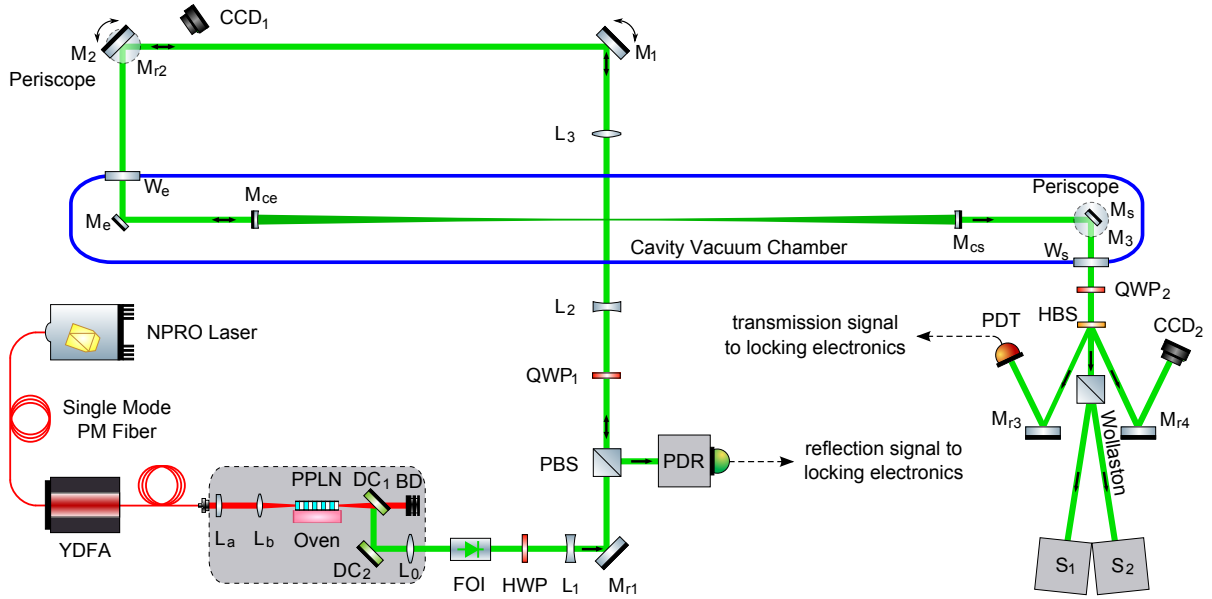 CCD1
M2
Mr2
Periscope
M1
L3
We
Me
Mce
Periscope
Ms
M3
Mcs
Cavity Vacuum Chamber
Ws
L2
QWP2
HBS
NPRO Laser
transmission signal
to locking electronics
PDT
CCD2
QWP1
Single Mode
PM Fiber
Mr3
Mr4
Wollaston
PBS
PDR
reflection signal to
locking electronics
PPLN
DC1
BD
YDFA
La
Lb
Oven
DC2
L0
FOI
HWP
L1
Mr1
S1
S2